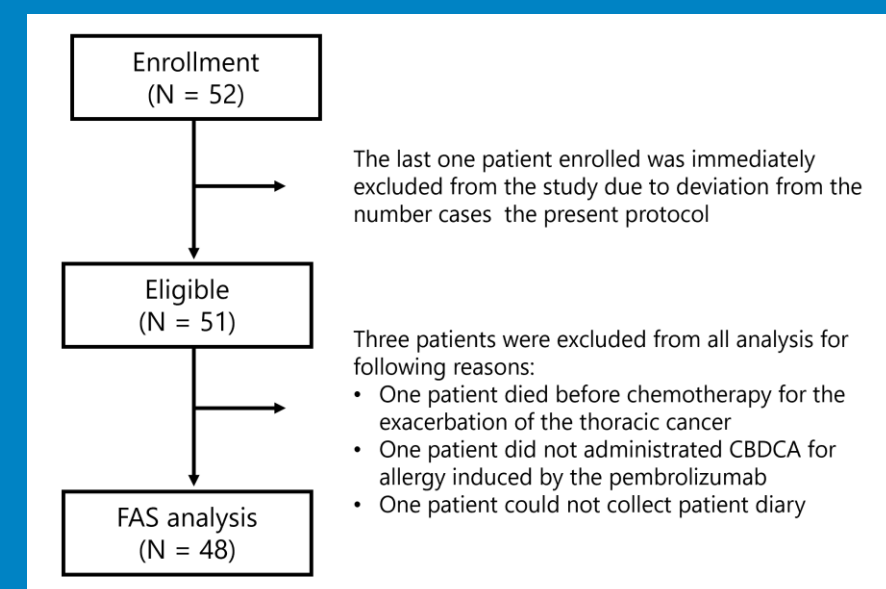 Enrollment
(N = 52)
The last one patient enrolled was immediately
excluded from the study due to deviation from the
number cases  the present protocol
Eligible
(N = 51)
Three patients were excluded from all analysis for
following reasons:
• One patient died before chemotherapy for the
exacerbation of the thoracic cancer
• One patient did not administrated CBDCA for
allergy induced by the pembrolizumab
• One patient could not collect patient diary
FAS analysis
(N = 48)